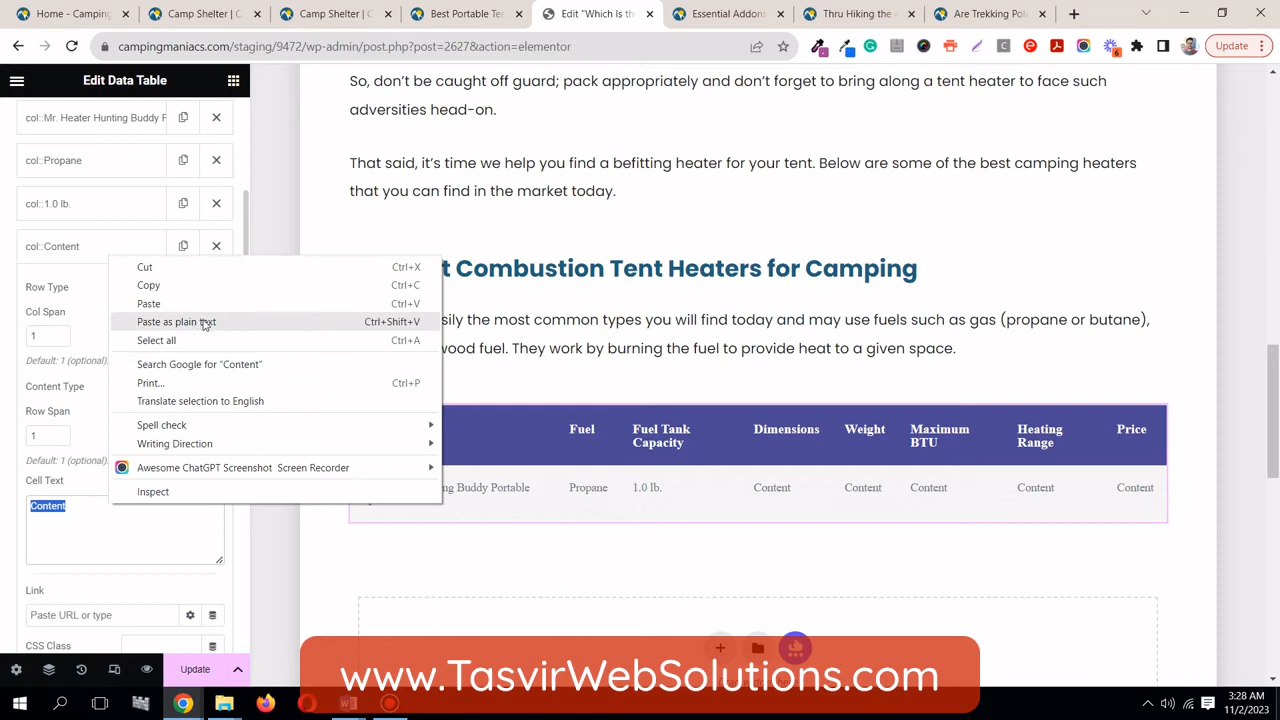 Home - Camping
Camp Shelter | C
Camp Shelter | C
Best Portable Ten
Edit "Which Is the
Essential Addons
Thru Hiking the
Are Trekking Pole
campingmaniacs.com/staging/9472/wp-admin/post.php?post=2627&action=elementor
Update
Edit Data Table
col::Mr. Heater Hunting Buddy P
col::Propane
col::1.0 lb.
col::Content
Row Type
Col Span
1
Default: 1 (optional).
Content Type
Row Span
1
Default: 1 (optional).
Cell Text
Content
Link
Paste URL or type
CSS Class
Update
Cut Ctrl+X
Copy Ctrl+C
Paste Ctrl+V
Paste as plain text Ctrl+Shift+V
Select all Ctrl+A
Search Google for "Content"
Print... Ctrl+P
Translate selection to English
Spell check
Writing Direction
Awesome ChatGPT Screenshot Screen Recorder
Inspect
So, don't be caught off guard; pack appropriately and don't forget to bring along a tent heater to face such
adversities head-on.
That said, it's time we help you find a befitting heater for your tent. Below are some of the best camping heaters
that you can find in the market today.
t Combustion Tent Heaters for Camping
sily the most common types you will find today and may use fuels such as gas (propane or butane),
wood fuel. They work by burning the fuel to provide heat to a given space.
Fuel Fuel Tank Capacity Dimensions Weight Maximum BTU Heating Range Price
ing Buddy Portable Propane 1.0 lb. Content Content Content Content Content
www.TasvirWebSolutions.com
3:28 AM
11/2/2023